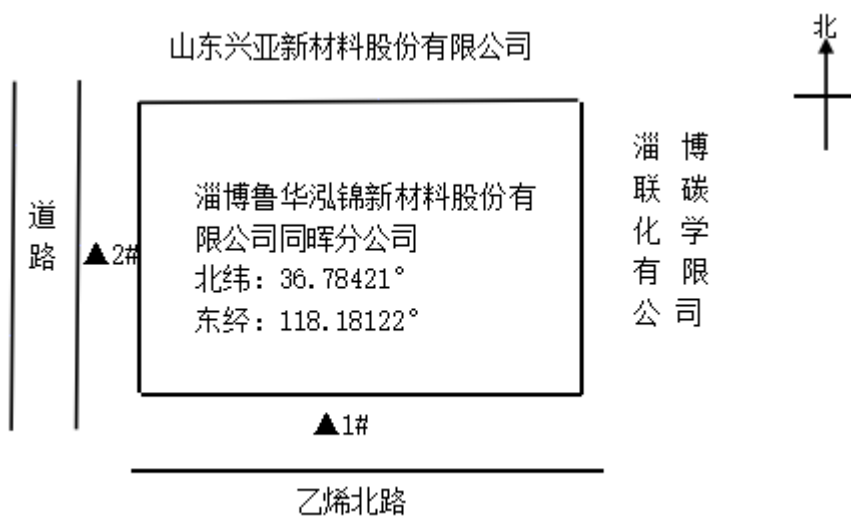 北
山东兴亚新材料股份有限公司
道路
▲2#
淄博鲁华泓锦新材料股份有
限公司同晖分公司
北纬：36.78421°
东经：118.18122°
淄博
联碳
化学
有限
公司
▲1#
乙烯北路